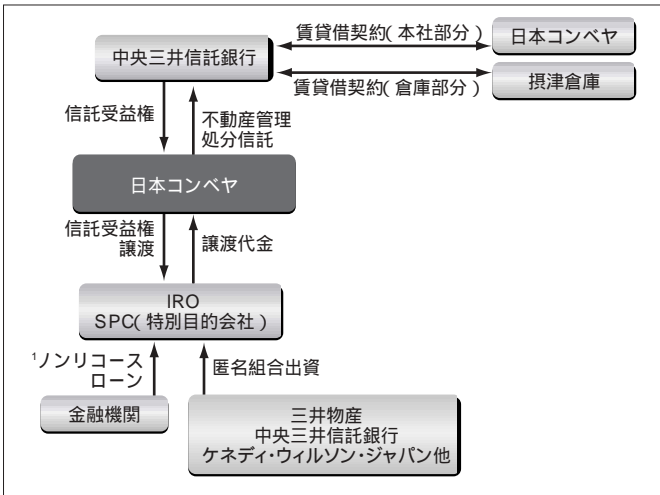 賃貸借契約(本社部分)
日本コンベヤ
中央三井信託銀行
賃貸借契約(倉庫部分)
摂津倉庫
信託受益権
不動産管理
処分信託
日本コンベヤ
信託受益権
譲渡
譲渡代金
IRO
SPC(特別目的会社)
1ノンリコース
ローン
匿名組合出資
金融機関
三井物産
中央三井信託銀行
ケネディ・ウィルソン・ジャパン他